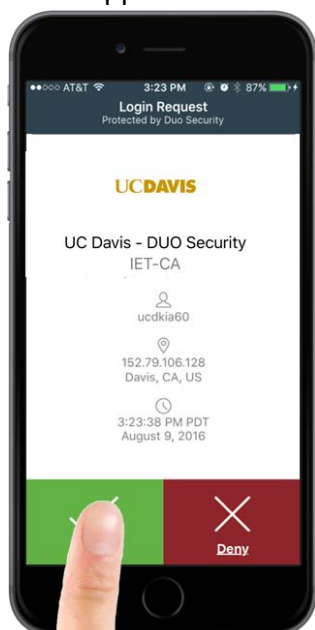 AT&T 3:23 PM 87%
Login Request
Protected by Duo Security
UCDAVIS
UC Davis - DUO Security
IET-CA
ucdkia60
152.79.106.128
Davis, CA, US
3:23:38 PM PDT
August 9, 2016
Deny